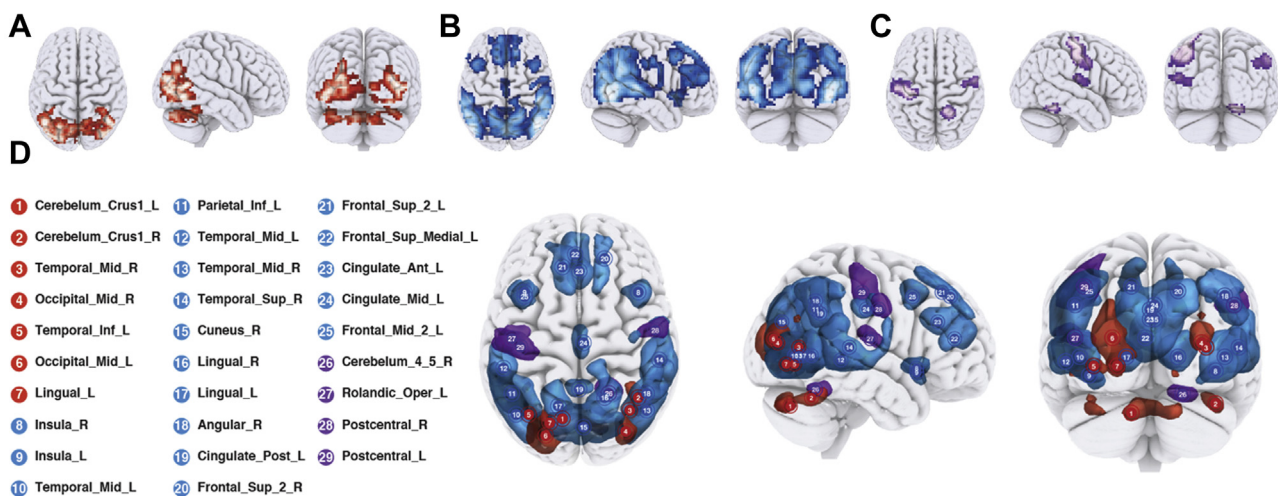 A
B
C
D
1 Cerebelum_Crus1_L
2 Cerebelum_Crus1_R
3 Temporal_Mid_R
4 Occipital_Mid_R
5 Temporal_Inf_L
6 Occipital_Mid_L
7 Lingual_L
8 Insula_R
9 Insula_L
10 Temporal_Mid_L
11 Parietal_Inf_L
12 Temporal_Mid_L
13 Temporal_Mid_R
14 Temporal_Sup_R
15 Cuneus_R
16 Lingual_R
17 Lingual_L
18 Angular_R
19 Cingulate_Post_L
20 Frontal_Sup_2_R
21 Frontal_Sup_2_L
22 Frontal_Sup_Medial_L
23 Cingulate_Ant_L
24 Cingulate_Mid_L
25 Frontal_Mid_2_L
26 Cerebelum_4_5_R
27 Rolandic_Oper_L
28 Postcentral_R
29 Postcentral_L